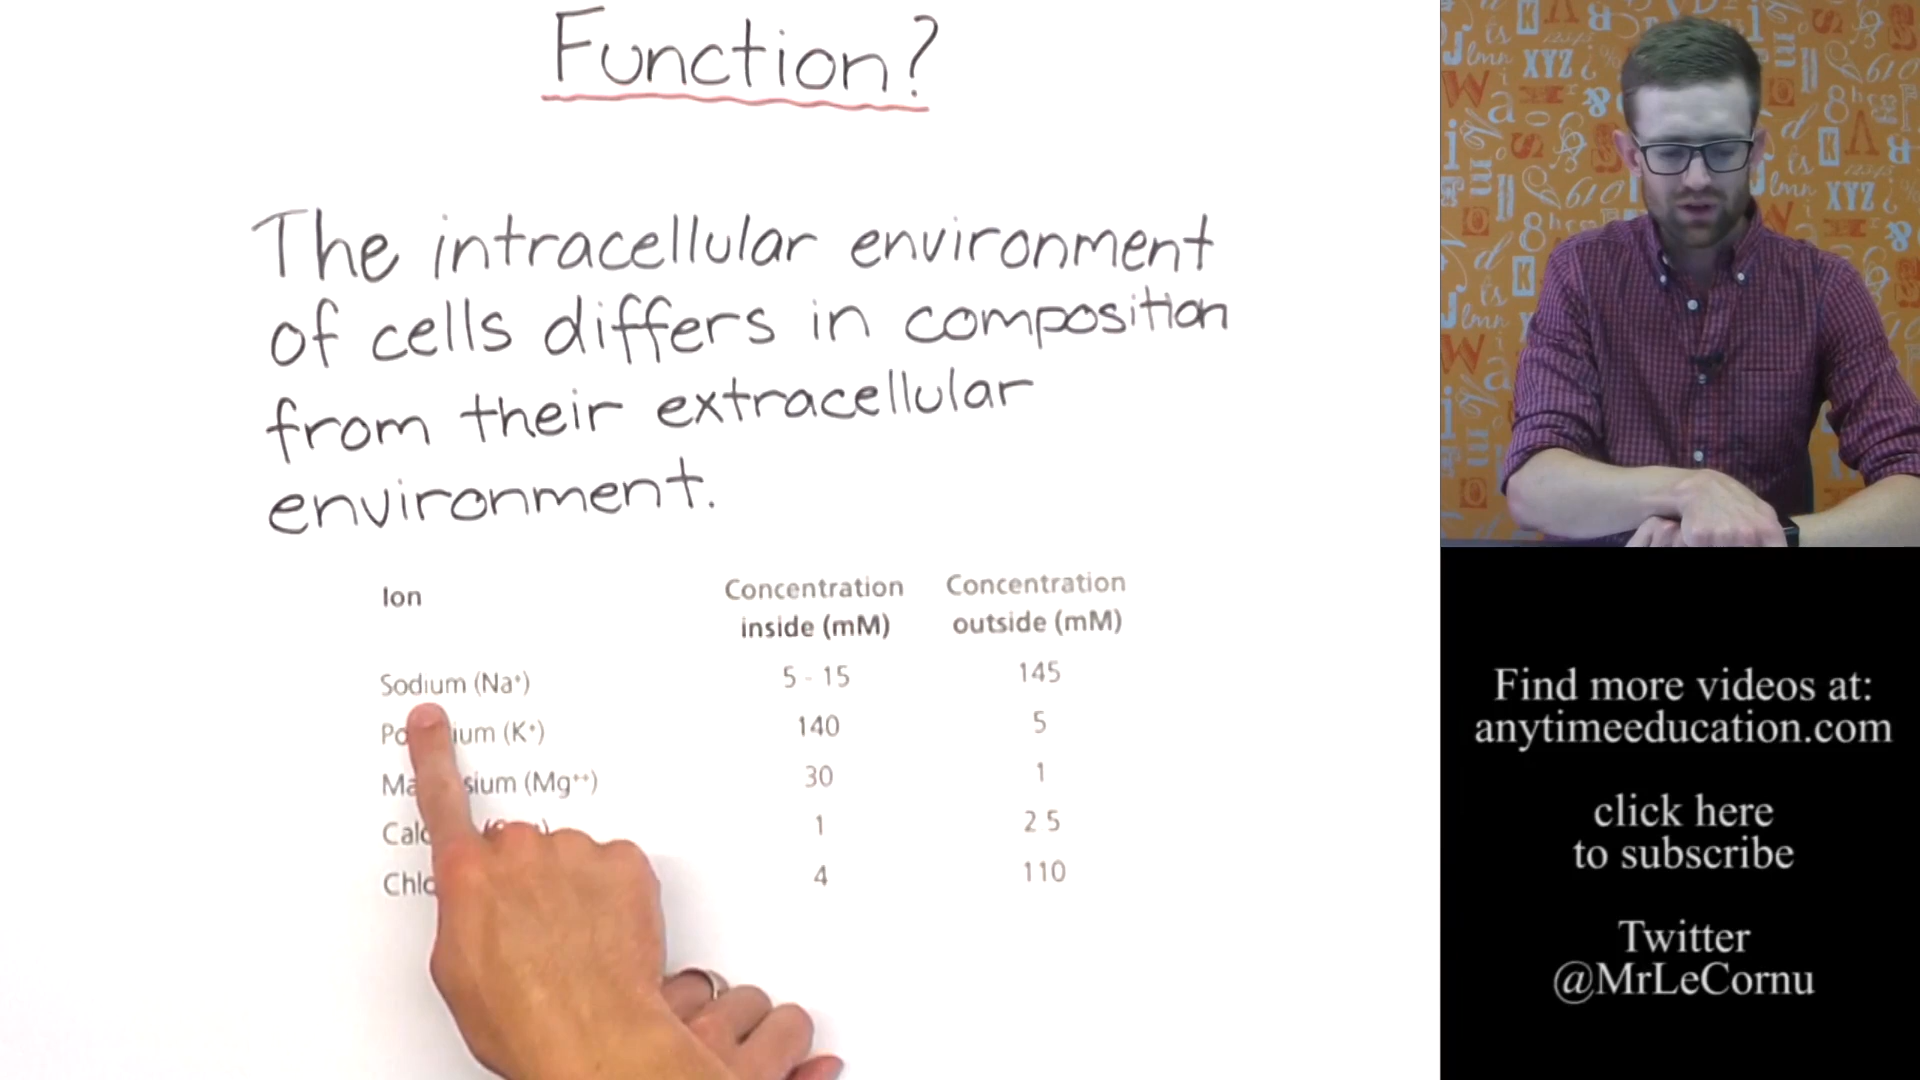 Function?
The intracellular environment
of cells differs in composition
from their extracellular
environment.
Ion Concentration inside (mM) Concentration outside (mM)
Sodium (Na⁺) 5 - 15 145
(K⁺) 140 5
(Mg⁺⁺) 30 1
1 2 5
4 110
Find more videos at:
anytimeeducation.com
click here
to subscribe
Twitter
@MrLeCornu